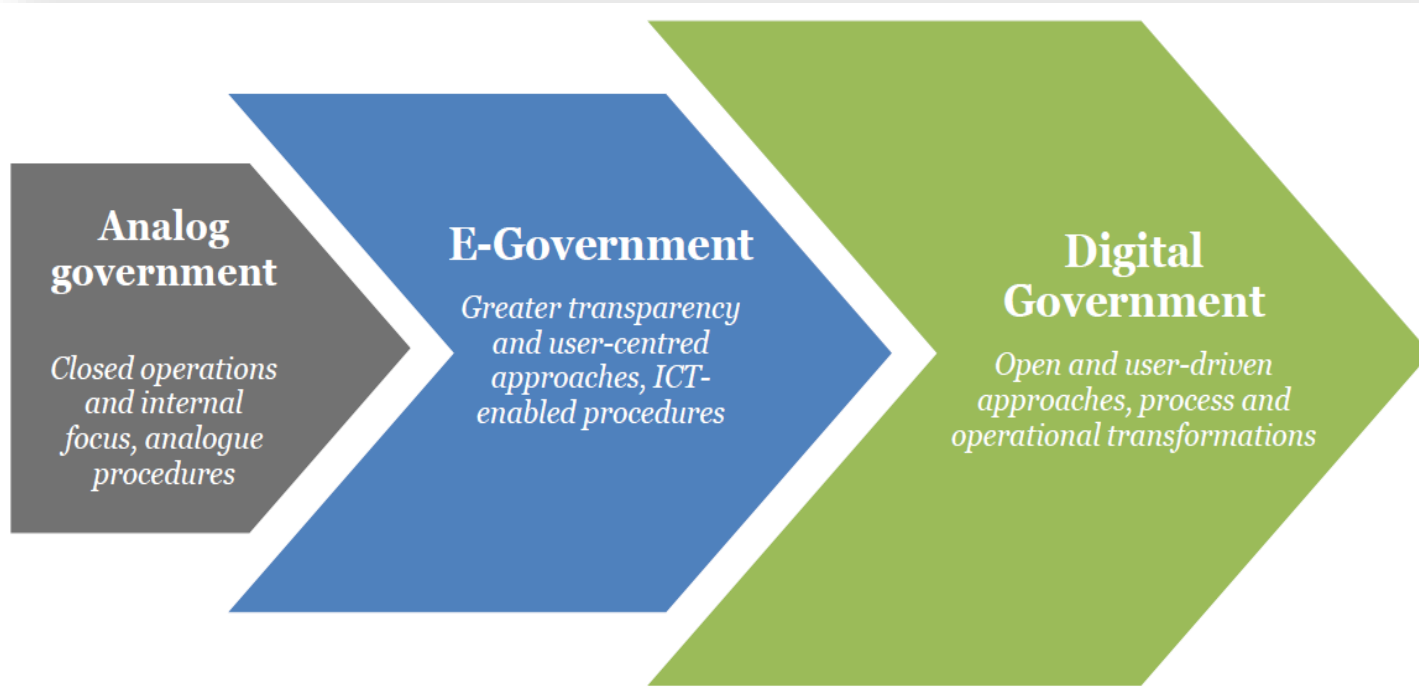 Analog
government
Closed operations
and internal
focus, analogue
procedures
E-Government
Greater transparency
and user-centred
approaches, ICT-
enabled procedures
Digital
Government
Open and user-driven
approaches, process and
operational transformations